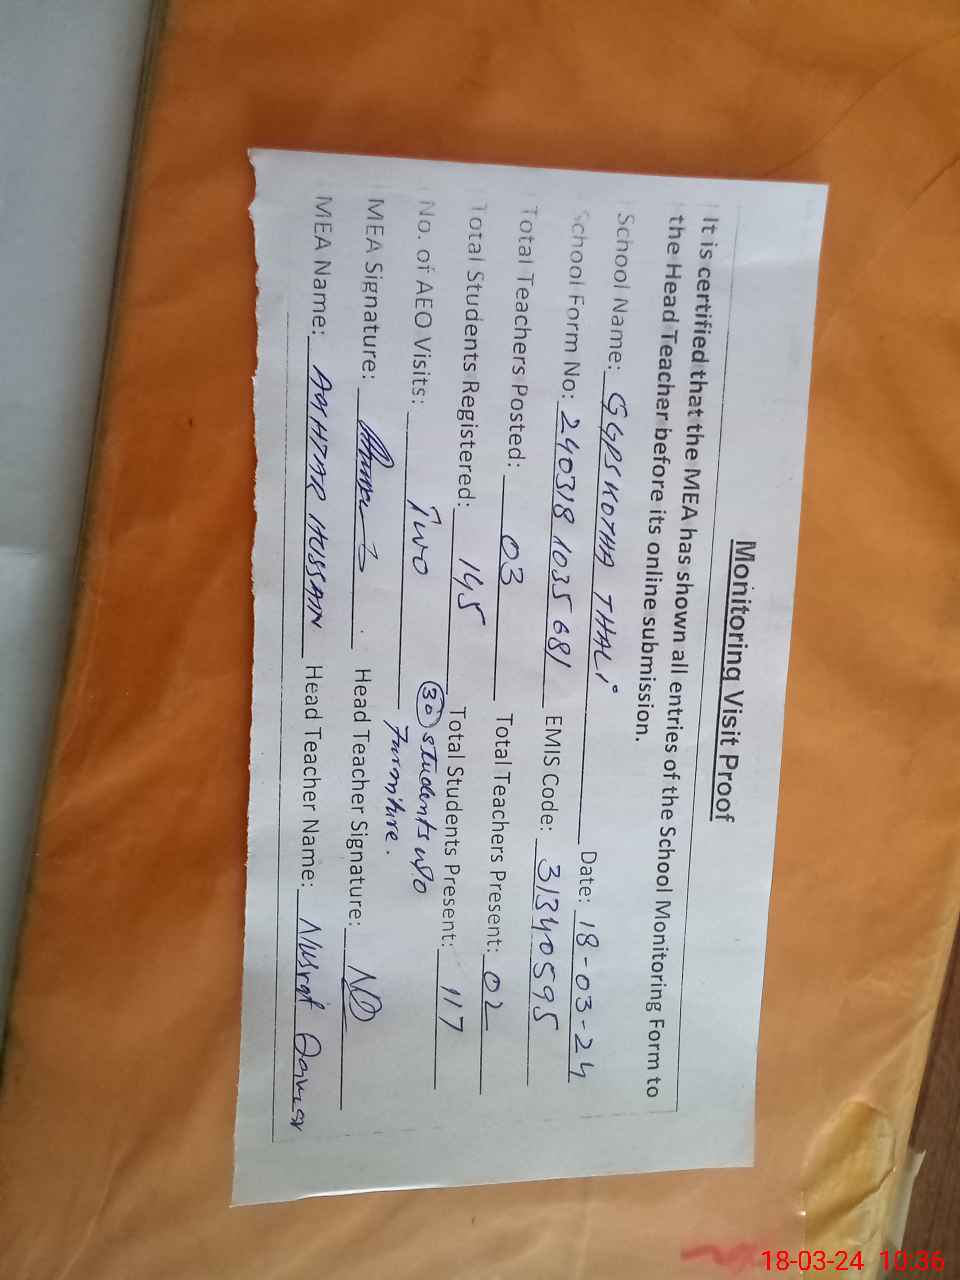 Monitoring Visit Proof
It is certified that the MEA has shown all entries of the School Monitoring Form to
the Head Teacher before its online submission.
School Name: GGPS KOTHA THALI Date: 18-03-24
School Form No: 240318 1035 681 EMIS Code: 31340595
Total Teachers Posted: 03 Total Teachers Present: 02
Total Students Registered: 145 Total Students Present: 117
No. of AEO Visits: Two 30 students w/o
Furniture.
MEA Signature: Head Teacher Signature: ND
MEA Name: AKHTAR HUSSAIN Head Teacher Name: Nusrat
18-03-24 10:36